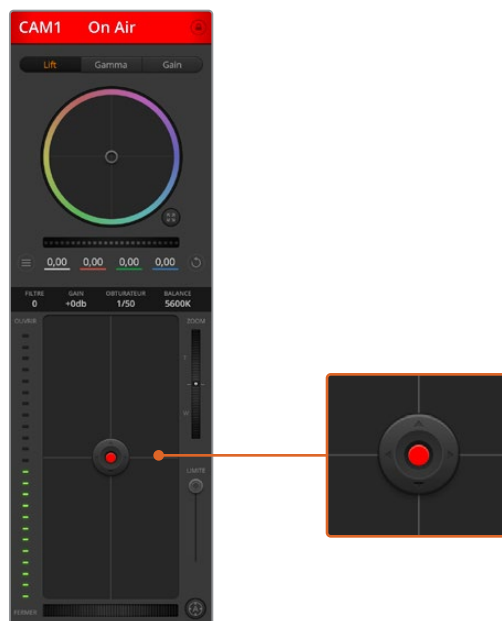 CAM1 On Air
Lift Gamma Gain
0,00 0,00 0,00 0,00
FILTRE GAIN OBTURATEUR BALANCE
0 +0db 1/50 5600K
OUVRIR ZOOM
T
W
LIMITE
FERMER